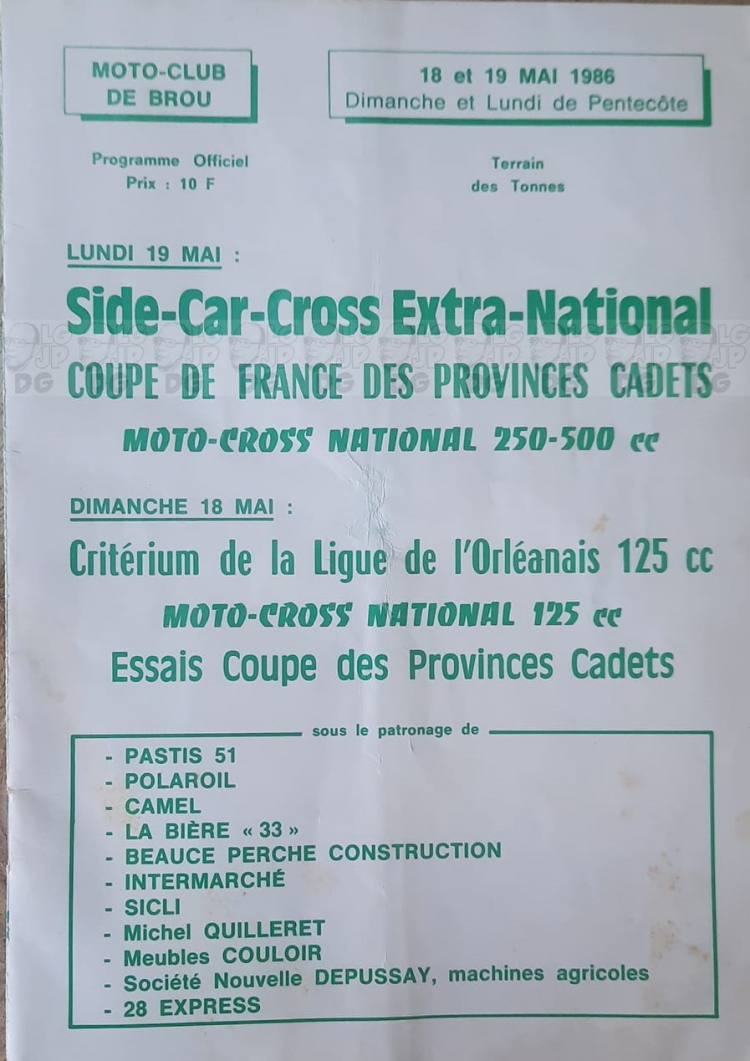 MOTO-CLUB
DE BROU
18 et 19 MAI 1986
Dimanche et Lundi de Pentecôte
Programme Officiel
Prix : 10 F
Terrain
des Tonnes
LUNDI 19 MAI :
Side-Car-Cross Extra-National
COUPE DE FRANCE DES PROVINCES CADETS
MOTO-CROSS NATIONAL 250-500 cc
DIMANCHE 18 MAI :
Critérium de la Ligue de l'Orléanais 125 cc
MOTO-CROSS NATIONAL 125 cc
Essais Coupe des Provinces Cadets
sous le patronage de
- PASTIS 51
- POLAROIL
- CAMEL
- LA BIÈRE « 33 »
- BEAUCE PERCHE CONSTRUCTION
- INTERMARCHÉ
- SICLI
- Michel QUILLERET
- Meubles COULOIR
- Société Nouvelle DEPUSSAY, machines agricoles
- 28 EXPRESS